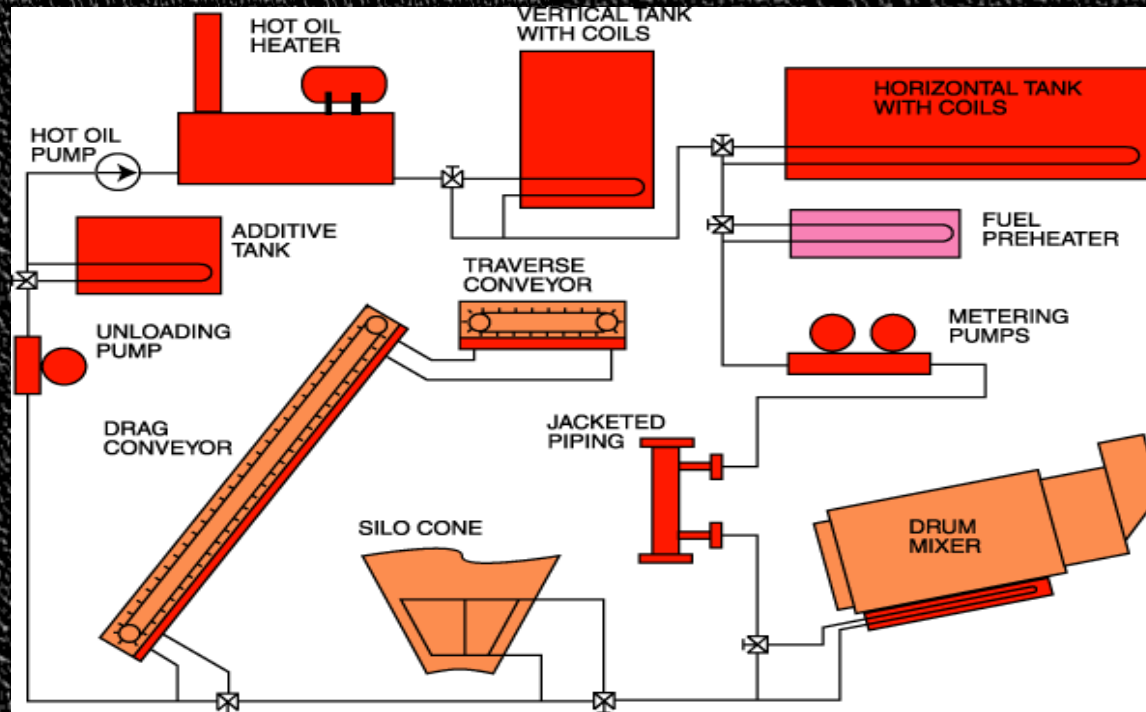 HOT OIL
HEATER
VERTICAL TANK
WITH COILS
HORIZONTAL TANK
WITH COILS
HOT OIL
PUMP
ADDITIVE
TANK
FUEL
PREHEATER
TRAVERSE
CONVEYOR
UNLOADING
PUMP
METERING
PUMPS
DRAG
CONVEYOR
JACKETED
PIPING
SILO CONE
DRUM
MIXER